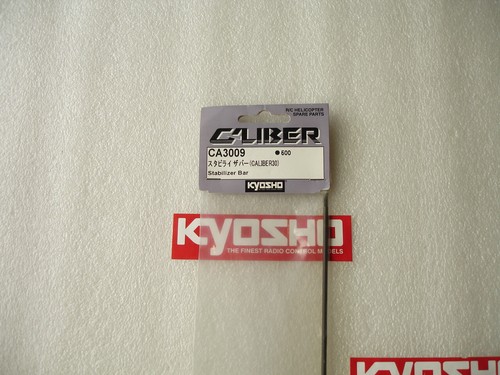 R/C HELICOPTER
SPARE PARTS
CALIBER
CA3009 ●600
スタビライザバー(CALIBER30)
Stabilizer Bar
KYOSHO
KYOSHO
THE FINEST RADIO CONTROL MODELS
KYOSHO